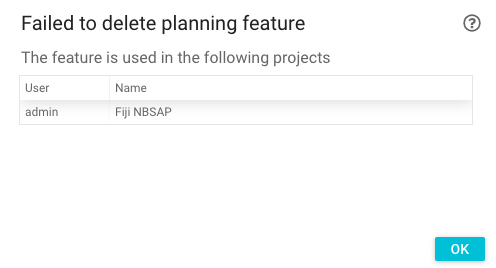 Failed to delete planning feature
The feature is used in the following projects
User Name
admin Fiji NBSAP
OK